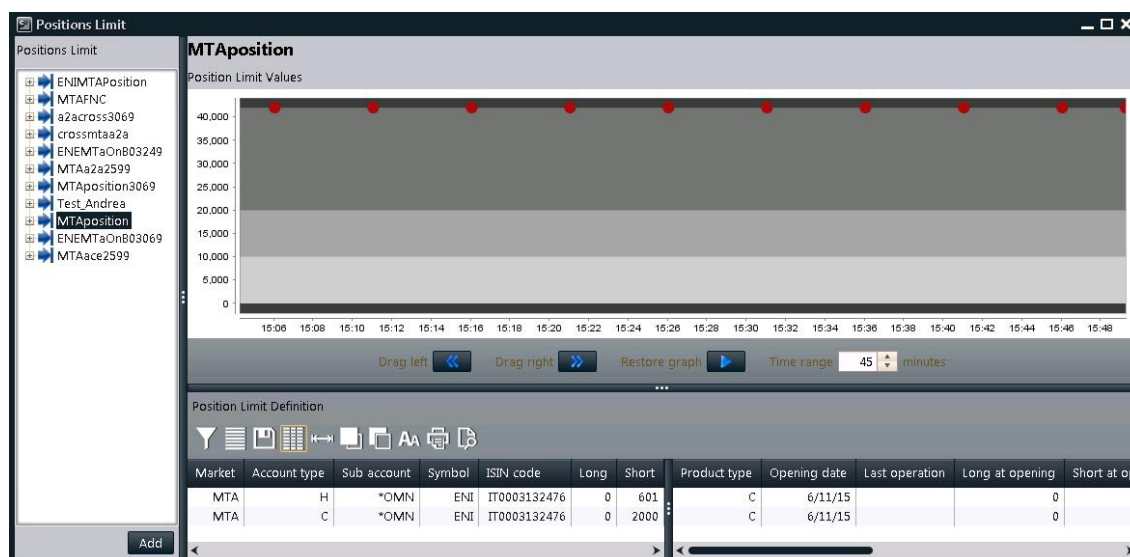 Positions Limit
Positions Limit
ENIMTAPosition
MTAFNC
a2across3069
crossmtaa2a
ENEMTaOnB03249
MTAa2a2599
MTAposition3069
Test_Andrea
MTAposition
ENEMTaOnB03069
MTAace2599
Add
MTAposition
Position Limit Values
40,000
35,000
30,000
25,000
20,000
15,000
10,000
5,000
0
15:06 15:08 15:10 15:12 15:14 15:16 15:18 15:20 15:22 15:24 15:26 15:28 15:30 15:32 15:34 15:36 15:38 15:40 15:42 15:44 15:46 15:48
Drag left Drag right Restore graph Time range 45 minutes
Position Limit Definition
Market Account type Sub account Symbol ISIN code Long Short Product type Opening date Last operation Long at opening Short at op
MTA H *OMN ENI IT0003132476 0 601 C 6/11/15 0
MTA C *OMN ENI IT0003132476 0 2000 C 6/11/15 0